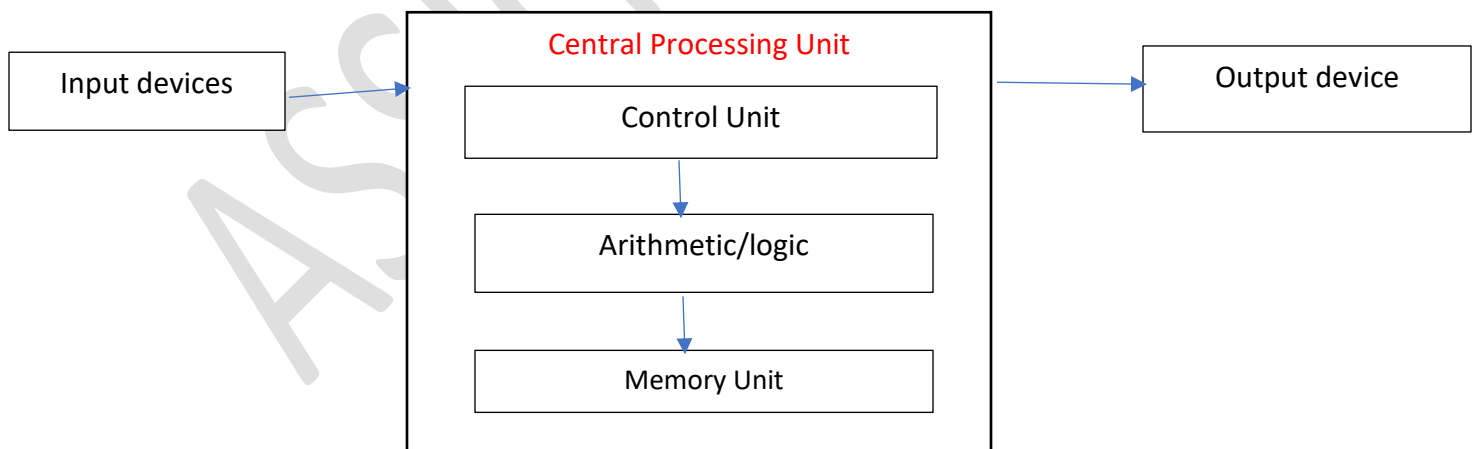 Central Processing Unit
Input devices
Output device
Control Unit
Arithmetic/logic
Memory Unit